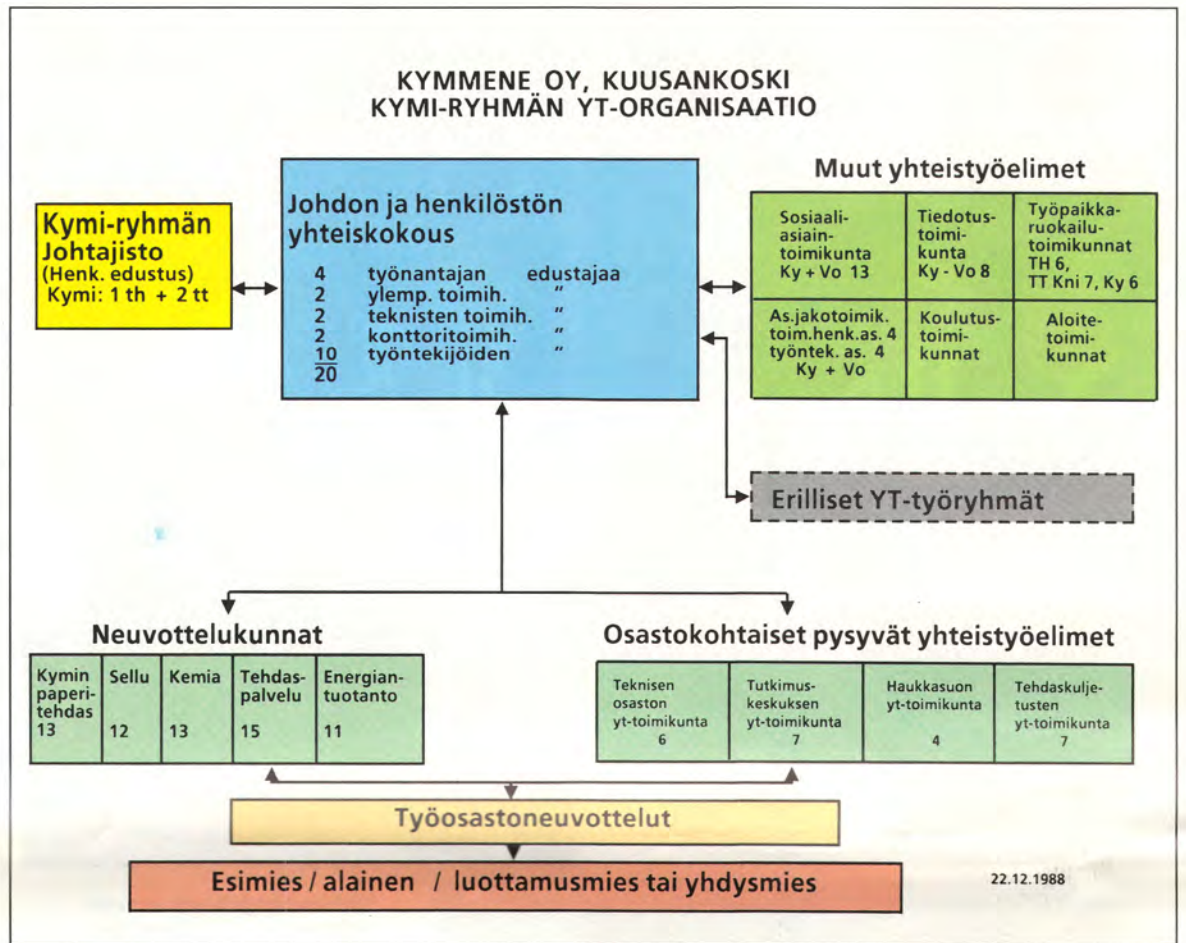 KYMMENE OY, KUUSANKOSKI
KYMI-RYHMÄN YT-ORGANISAATIO
Kymi-ryhmän
Johtajisto
(Henk. edustus)
Kymi: 1 th + 2 tt
Johdon ja henkilöstön
yhteiskokous
4 työnantajan edustajaa
2 ylemp. toimih. "
2 teknisten toimih. "
2 konttoritoimih. "
10 työntekijöiden "
20
Muut yhteistyöelimet
Sosiaali-
asiain-
toimikunta
Ky + Vo 13
Tiedotus-
toimi-
kunta
Ky - Vo 8
Työpaikka-
ruokailu-
toimikunnat
TH 6,
TT Kni 7, Ky 6
As.jakotoimik.
toim.henk.as. 4
työntek. as. 4
Ky + Vo
Koulutus-
toimi-
kunnat
Aloite-
toimi-
kunnat
Erilliset YT-työryhmät
Neuvottelukunnat
Kymin
paperi-
tehdas
13
Sellu
12
Kemia
13
Tehdas-
palvelu
15
Energian-
tuotanto
11
Osastokohtaiset pysyvät yhteistyöelimet
Teknisen
osaston
yt-toimikunta
6
Tutkimus-
keskuksen
yt-toimikunta
7
Haukkasuon
yt-toimikunta
4
Tehdaskulje-
tusten
yt-toimikunta
7
Työosastoneuvottelut
Esimies / alainen / luottamusmies tai yhdysmies
22.12.1988